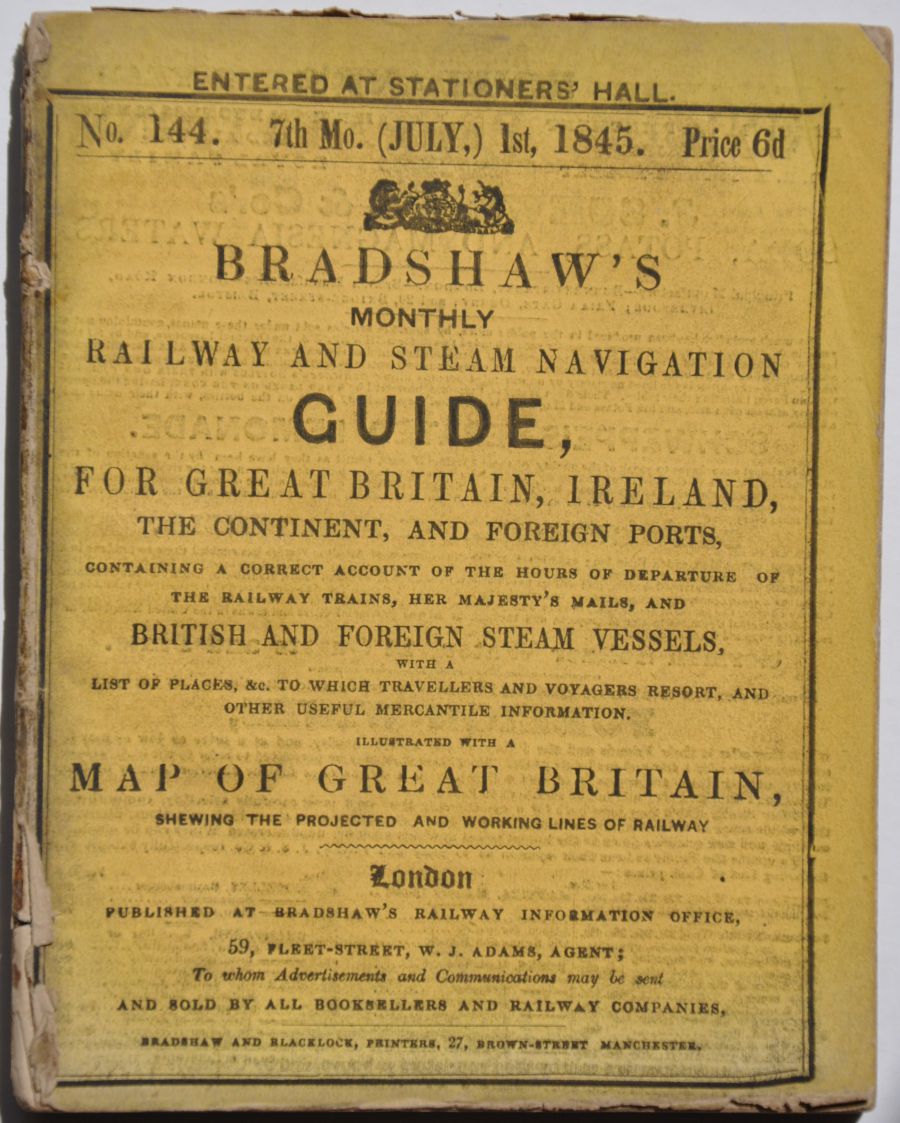 ENTERED AT STATIONERS' HALL.
No. 144. 7th Mo. (JULY,) 1st, 1845. Price 6d
BRADSHAW'S
MONTHLY
RAILWAY AND STEAM NAVIGATION
GUIDE,
FOR GREAT BRITAIN, IRELAND,
THE CONTINENT, AND FOREIGN PORTS,
CONTAINING A CORRECT ACCOUNT OF THE HOURS OF DEPARTURE OF
THE RAILWAY TRAINS, HER MAJESTY'S MAILS, AND
BRITISH AND FOREIGN STEAM VESSELS,
WITH A
LIST OF PLACES, &c. TO WHICH TRAVELLERS AND VOYAGERS RESORT, AND
OTHER USEFUL MERCANTILE INFORMATION.
ILLUSTRATED WITH A
MAP OF GREAT BRITAIN,
SHEWING THE PROJECTED AND WORKING LINES OF RAILWAY
London
PUBLISHED AT BRADSHAW'S RAILWAY INFORMATION OFFICE,
59, FLEET-STREET, W. J. ADAMS, AGENT;
To whom Advertisements and Communications may be sent
AND SOLD BY ALL BOOKSELLERS AND RAILWAY COMPANIES,
BRADSHAW AND BLACKLOCK, PRINTERS, 27, BROWN-STREET MANCHESTER.